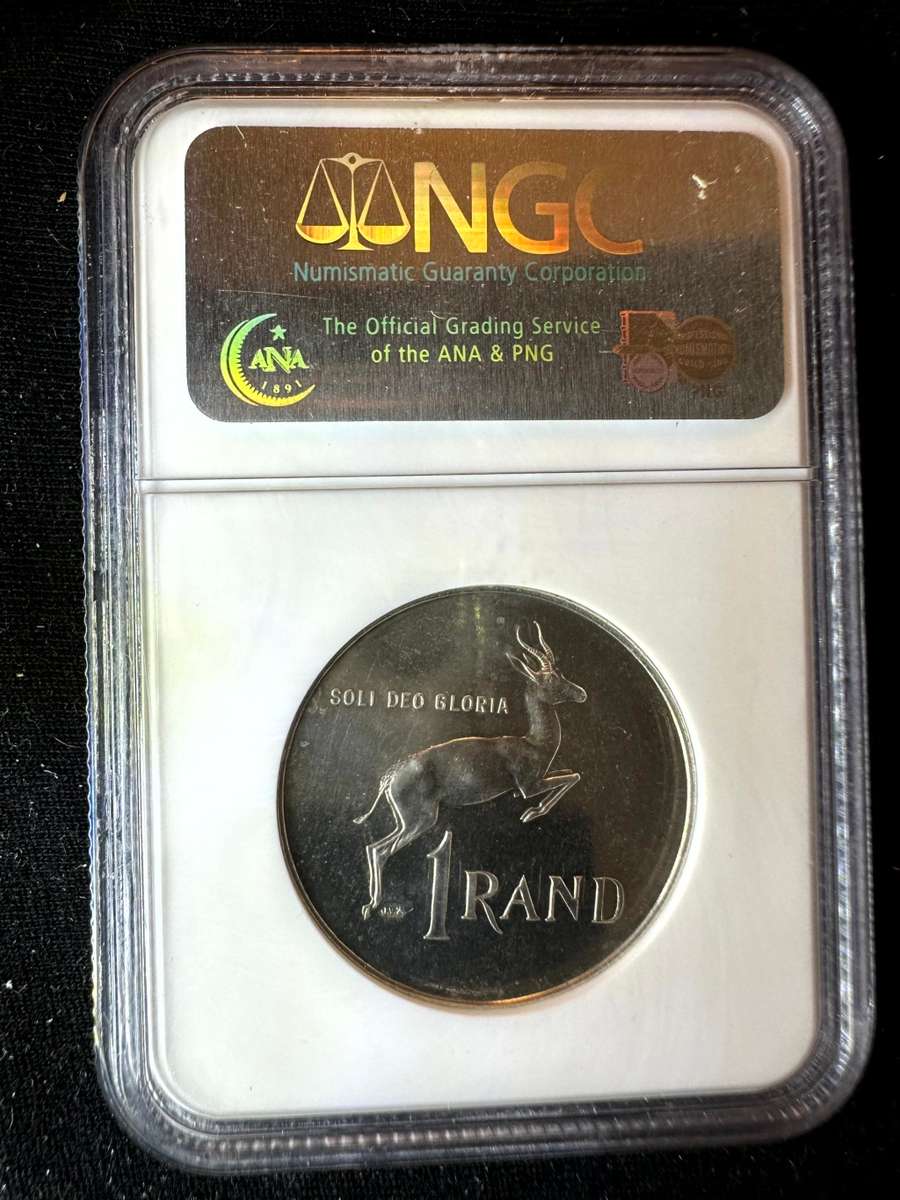 NGC
Numismatic Guaranty Corporation
The Official Grading Service
of the ANA & PNG
ANA
1891
SOLI DEO GLORIA
1 RAND